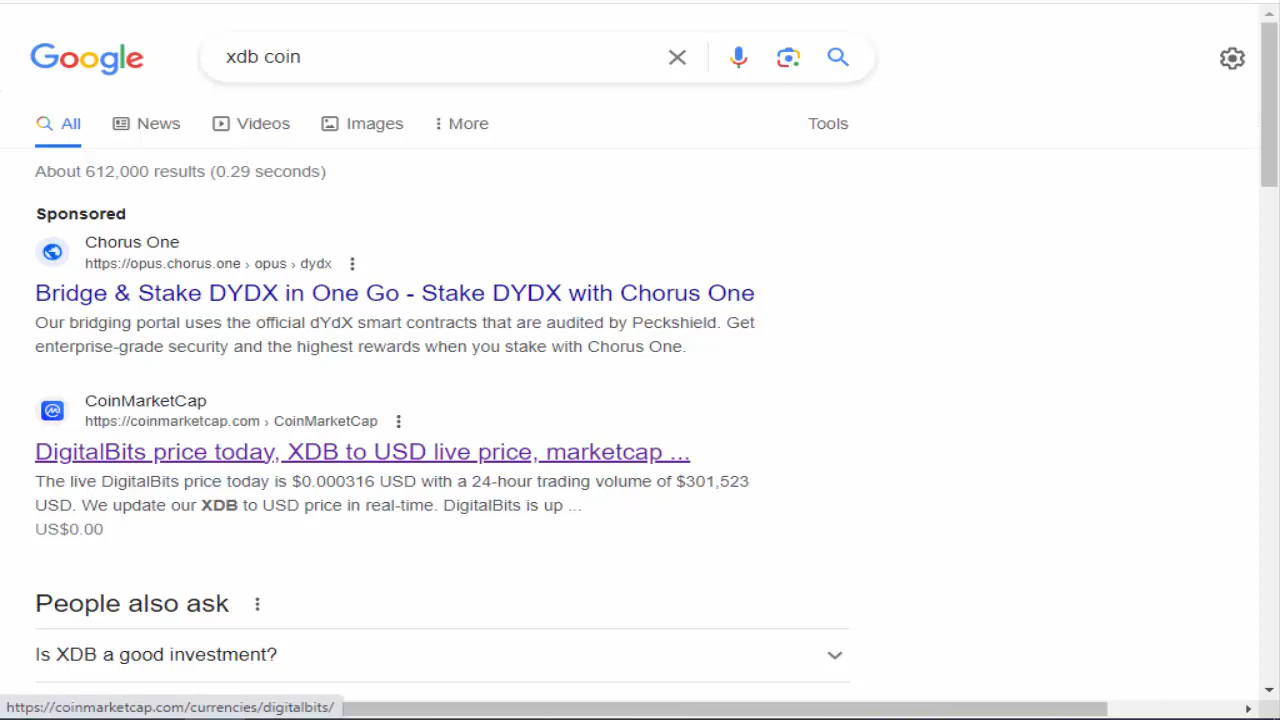 Google
xdb coin
All
News
Videos
Images
More
Tools
About 612,000 results (0.29 seconds)
Sponsored
Chorus One
https://opus.chorus.one › opus › dydx
Bridge & Stake DYDX in One Go - Stake DYDX with Chorus One
Our bridging portal uses the official dYdX smart contracts that are audited by Peckshield. Get
enterprise-grade security and the highest rewards when you stake with Chorus One.
CoinMarketCap
https://coinmarketcap.com › CoinMarketCap
DigitalBits price today, XDB to USD live price, marketcap ...
The live DigitalBits price today is $0.000316 USD with a 24-hour trading volume of $301,523
USD. We update our XDB to USD price in real-time. DigitalBits is up ...
US$0.00
People also ask
Is XDB a good investment?
https://coinmarketcap.com/currencies/digitalbits/